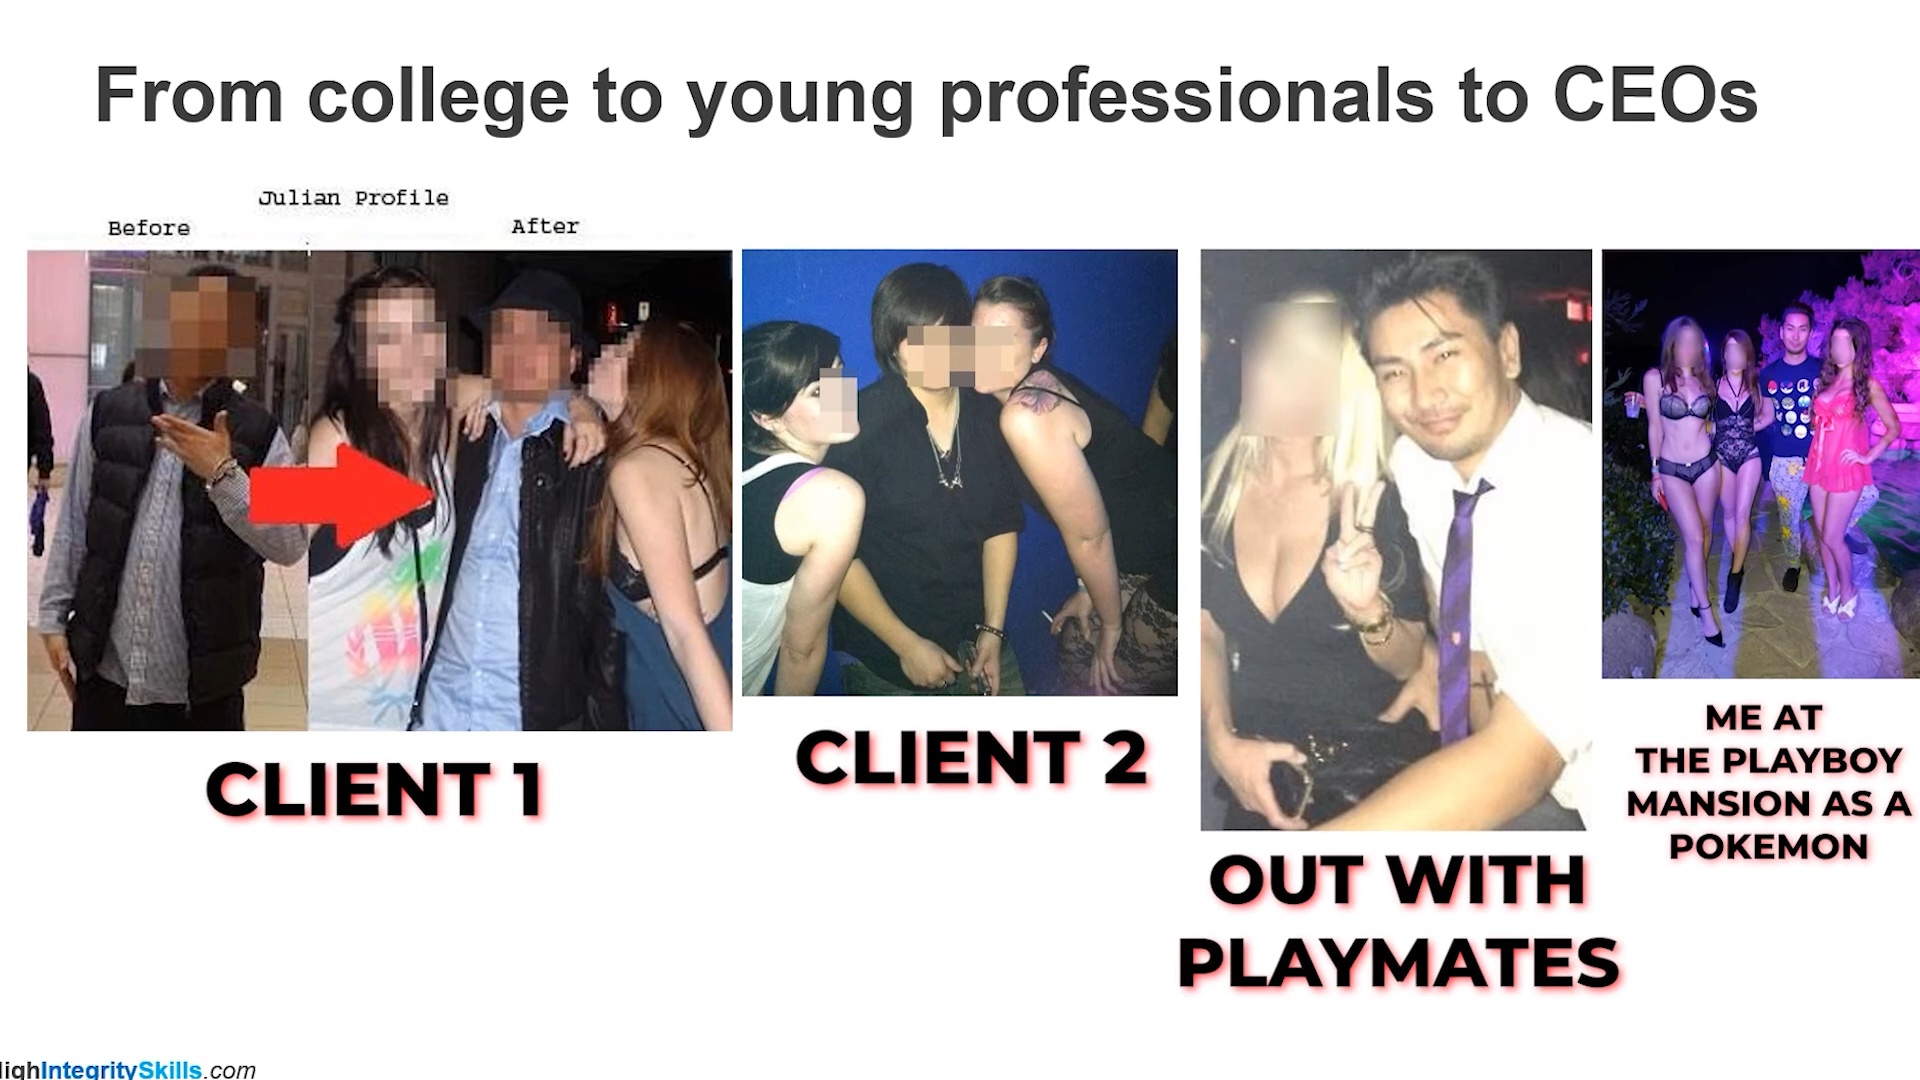 From college to young professionals to CEOs
Julian Profile
Before
After
CLIENT 1
CLIENT 2
OUT WITH
PLAYMATES
ME AT
THE PLAYBOY
MANSION AS A
POKEMON
HighIntegritySkills.com